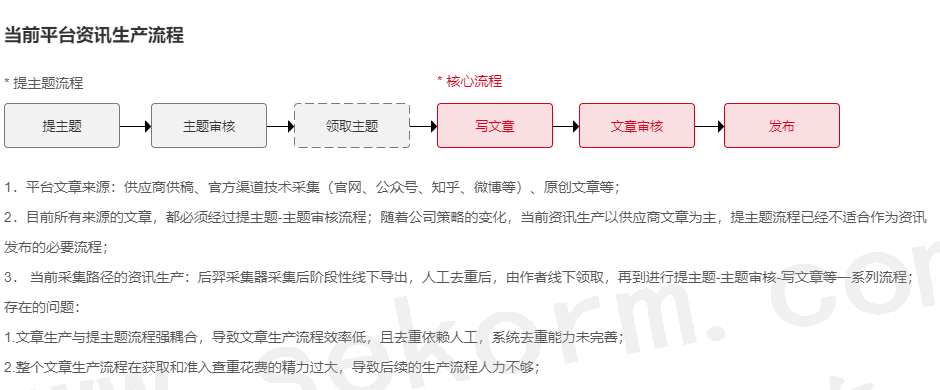 当前平台资讯生产流程
* 提主题流程
* 核心流程
提主题
主题审核
领取主题
写文章
文章审核
发布
1．平台文章来源：供应商供稿、官方渠道技术采集（官网、公众号、知乎、微博等）、原创文章等；
2．目前所有来源的文章，都必须经过提主题-主题审核流程；随着公司策略的变化，当前资讯生产以供应商文章为主，提主题流程已经不适合作为资讯
发布的必要流程；
3． 当前采集路径的资讯生产：后羿采集器采集后阶段性线下导出，人工去重后，由作者线下领取，再到进行提主题-主题审核-写文章等一系列流程；
存在的问题：
1.文章生产与提主题流程强耦合，导致文章生产流程效率低，且去重依赖人工，系统去重能力未完善；
2.整个文章生产流程在获取和准入查重花费的精力过大，导致后续的生产流程人力不够；
www.sekorm.com